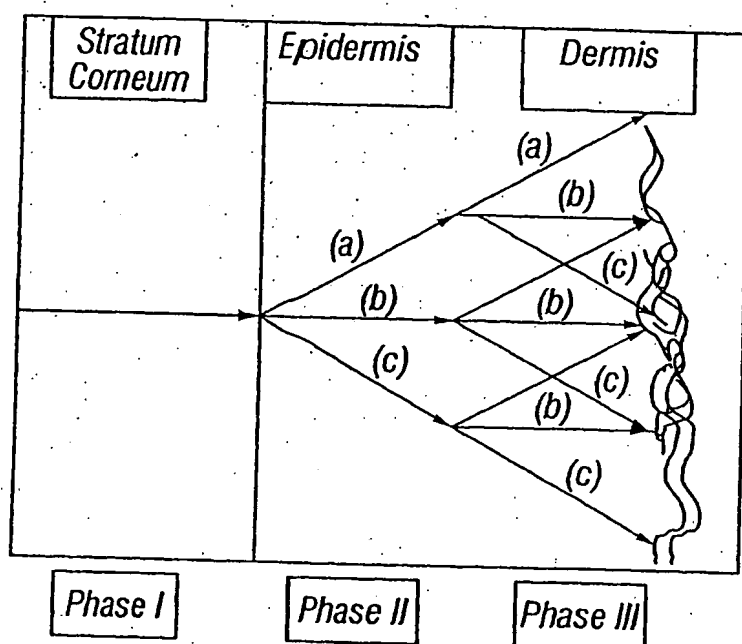 Stratum
Corneum
Epidermis
Dermis
(a)
(b)
(a)
(c)
(b)
(b)
(c)
(c)
(b)
(c)
Phase I
Phase II
Phase III